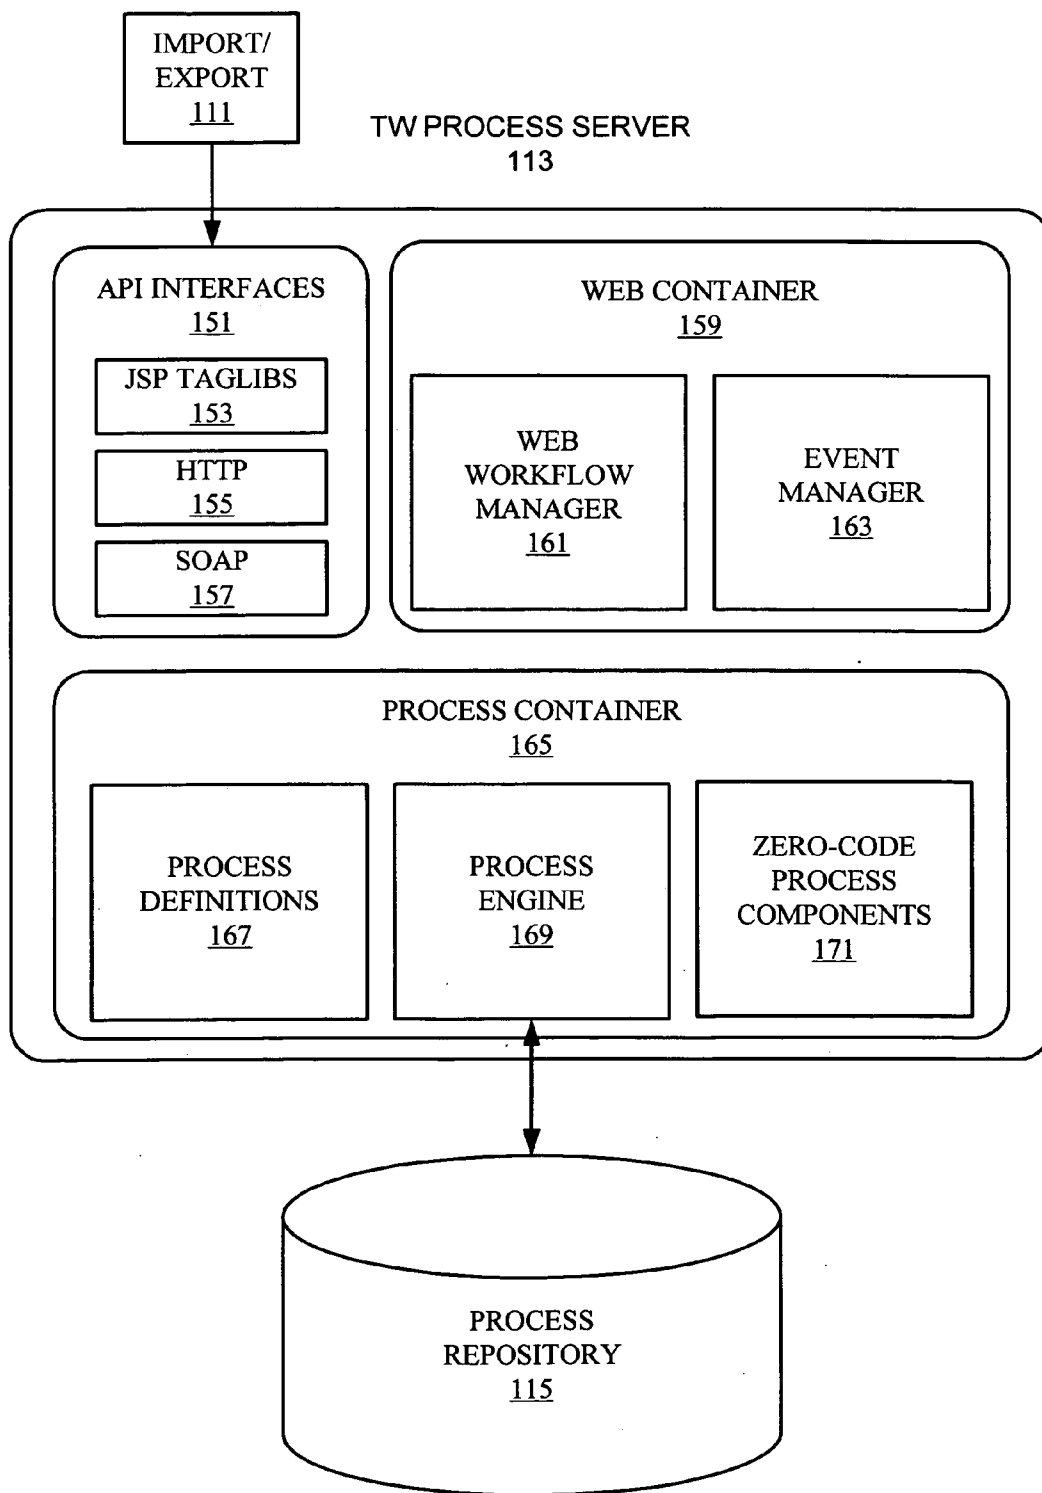 IMPORT/
EXPORT
111
TW PROCESS SERVER
113
API INTERFACES
151
JSP TAGLIBS
153
HTTP
155
SOAP
157
WEB CONTAINER
159
WEB
WORKFLOW
MANAGER
161
EVENT
MANAGER
163
PROCESS CONTAINER
165
PROCESS
DEFINITIONS
167
PROCESS
ENGINE
169
ZERO-CODE
PROCESS
COMPONENTS
171
PROCESS
REPOSITORY
115